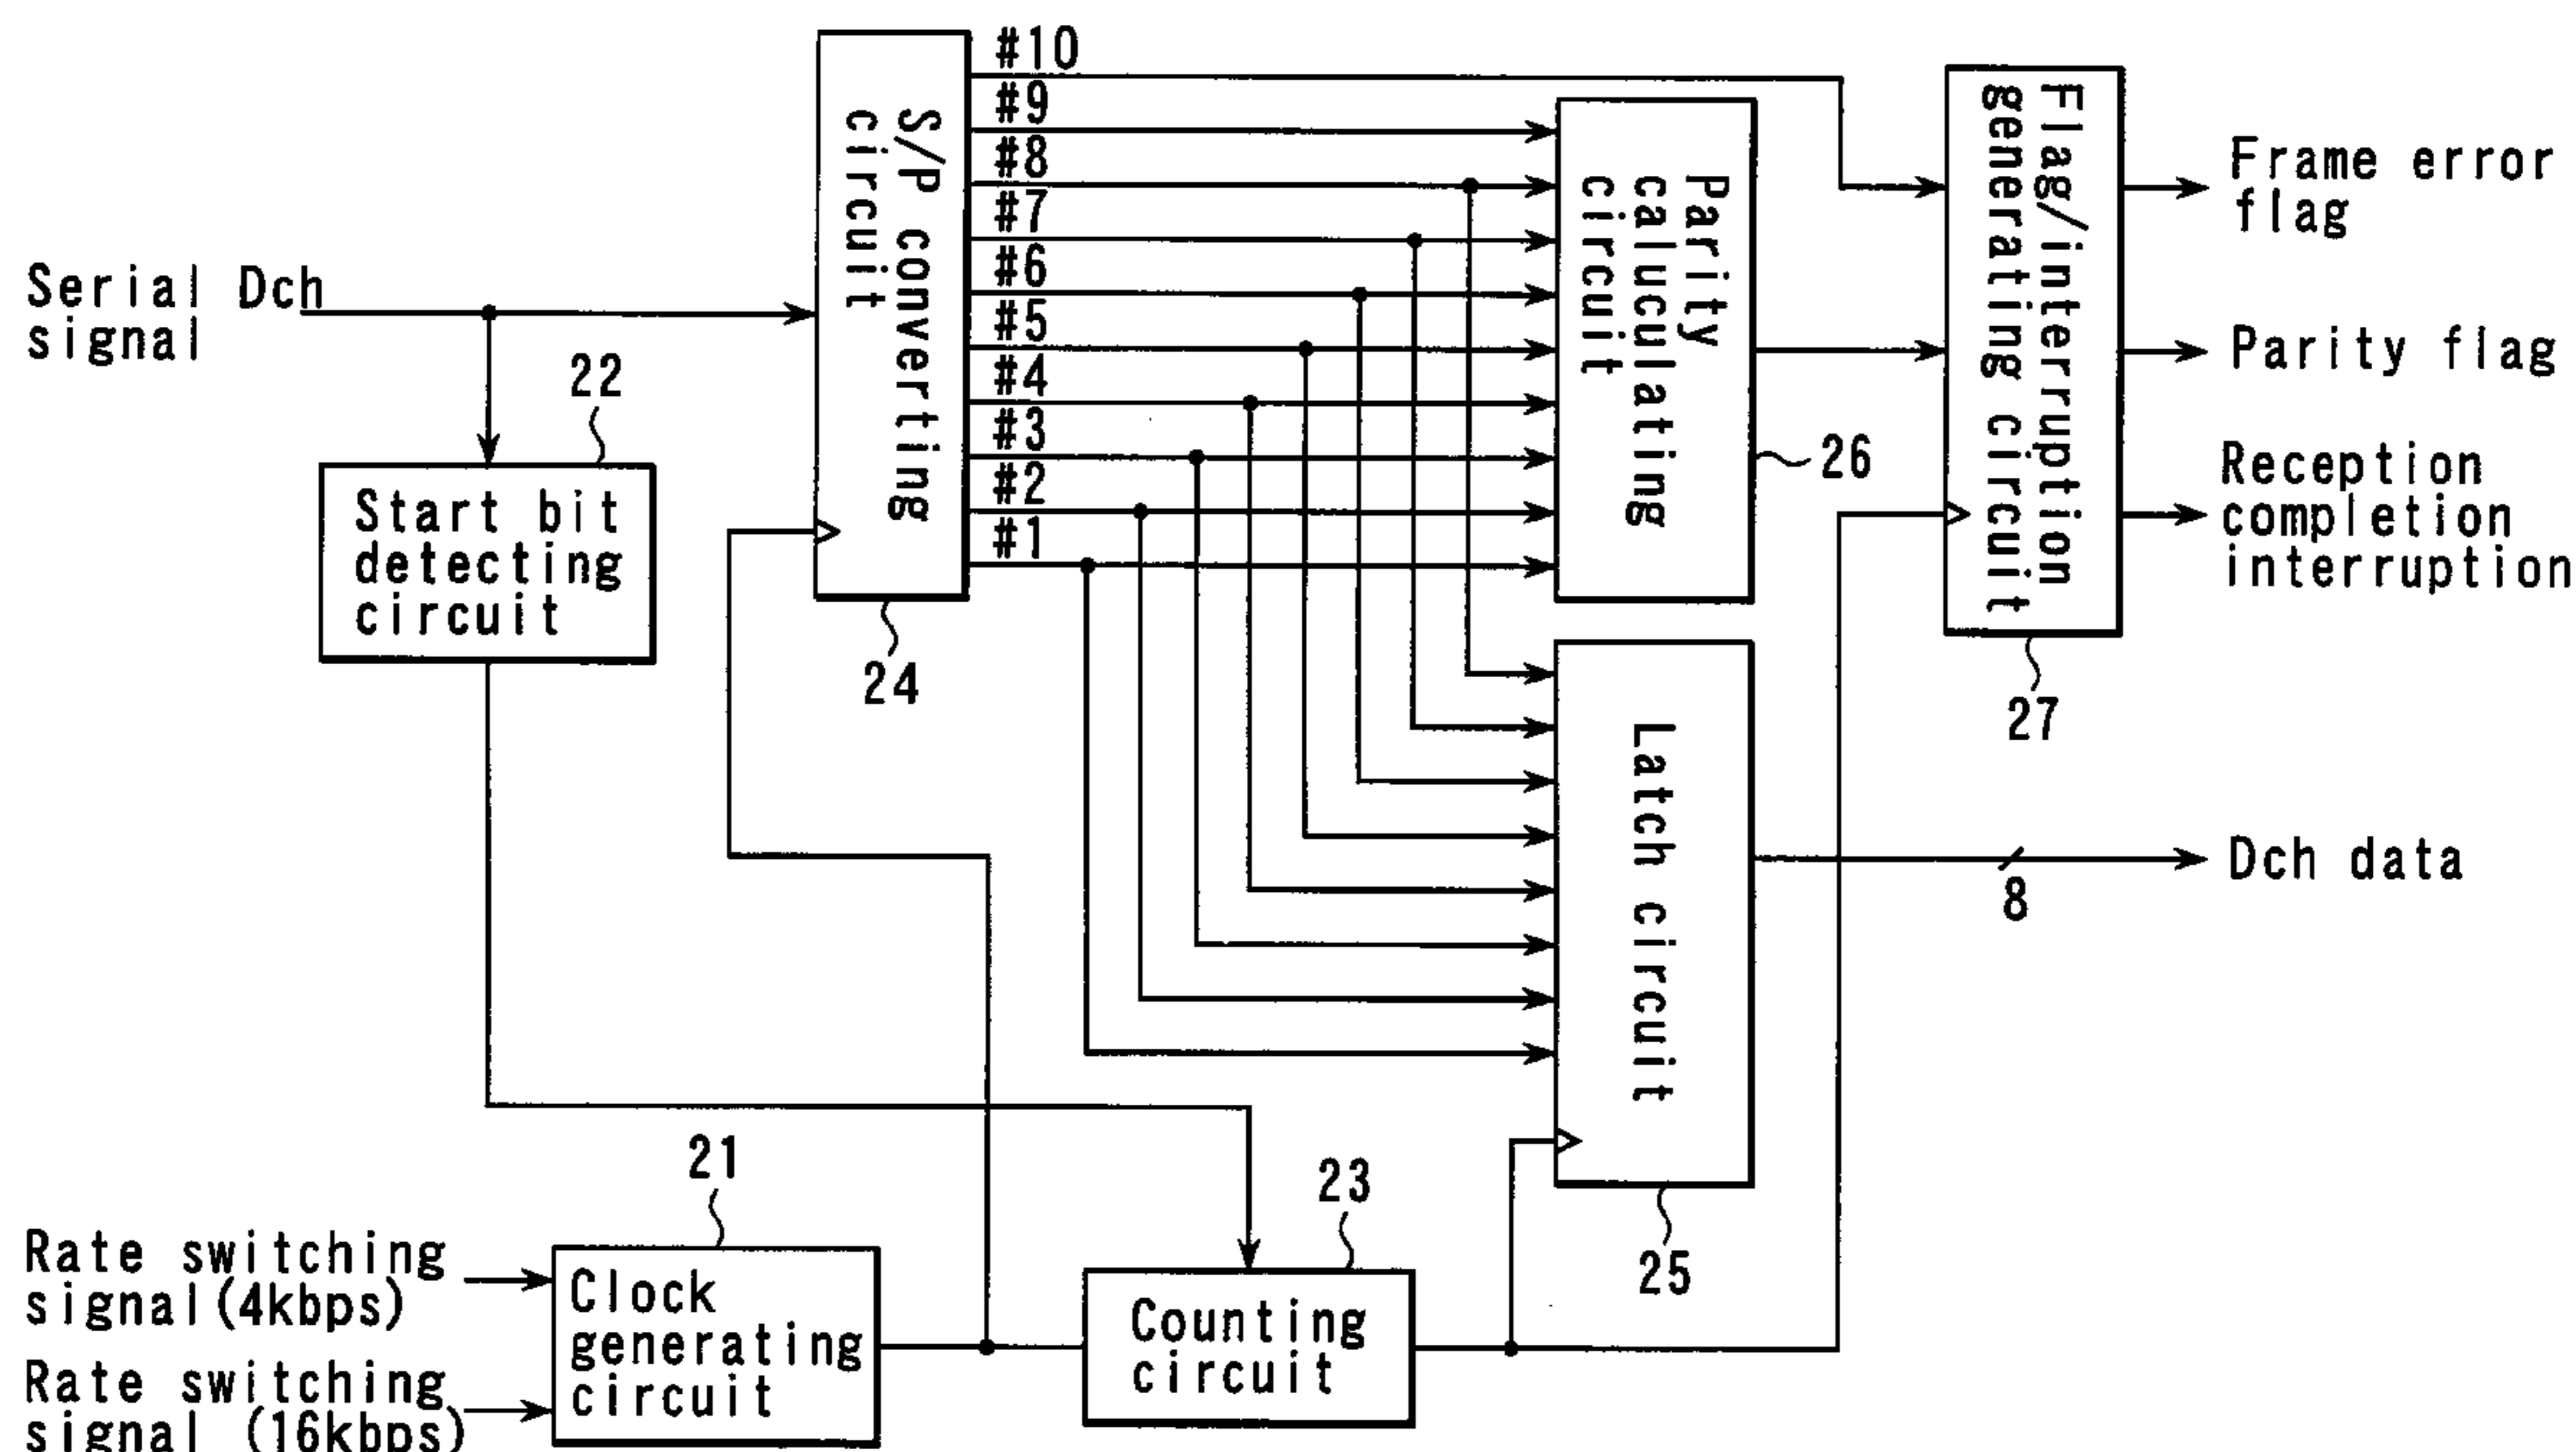 #10
#9
#8
#7
#6
#5
#4
#3
#2
#1
S/P converting
circuit
Parity
caluculating
circuit
26
Flag/interruption
generating circuit
27
Frame error
flag
Parity flag
Reception
completion
interruption
Serial Dch
signal
22
Start bit
detecting
circuit
24
Latch circuit
25
8
Dch data
21
23
Rate switching
signal(4kbps)
Rate switching
signal (16kbps)
Clock
generating
circuit
Counting
circuit